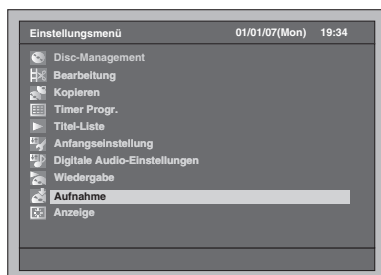 Einstellungsmenü 01/01/07(Mon) 19:34
Disc-Management
Bearbeitung
Kopieren
Timer Progr.
Titel-Liste
Anfangseinstellung
Digitale Audio-Einstellungen
Wiedergabe
Aufnahme
Anzeige